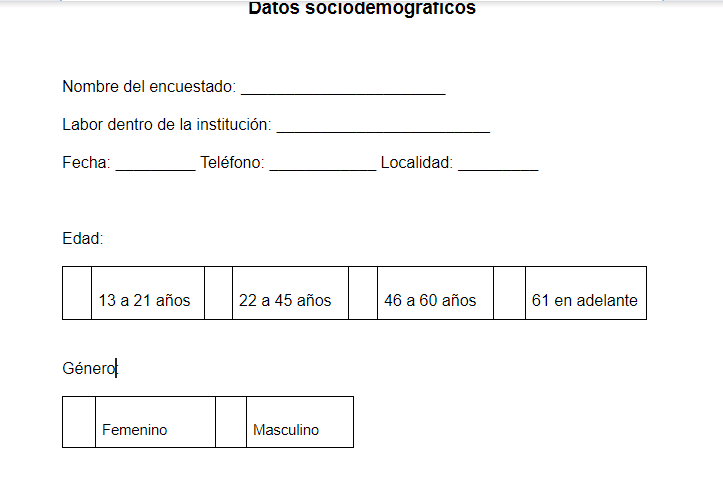 Datos sociodemográficos
Nombre del encuestado: _______________________
Labor dentro de la institución: ________________________
Fecha: _________ Teléfono: ____________ Localidad: _________
Edad:
13 a 21 años 22 a 45 años 46 a 60 años 61 en adelante
Género:
Femenino Masculino